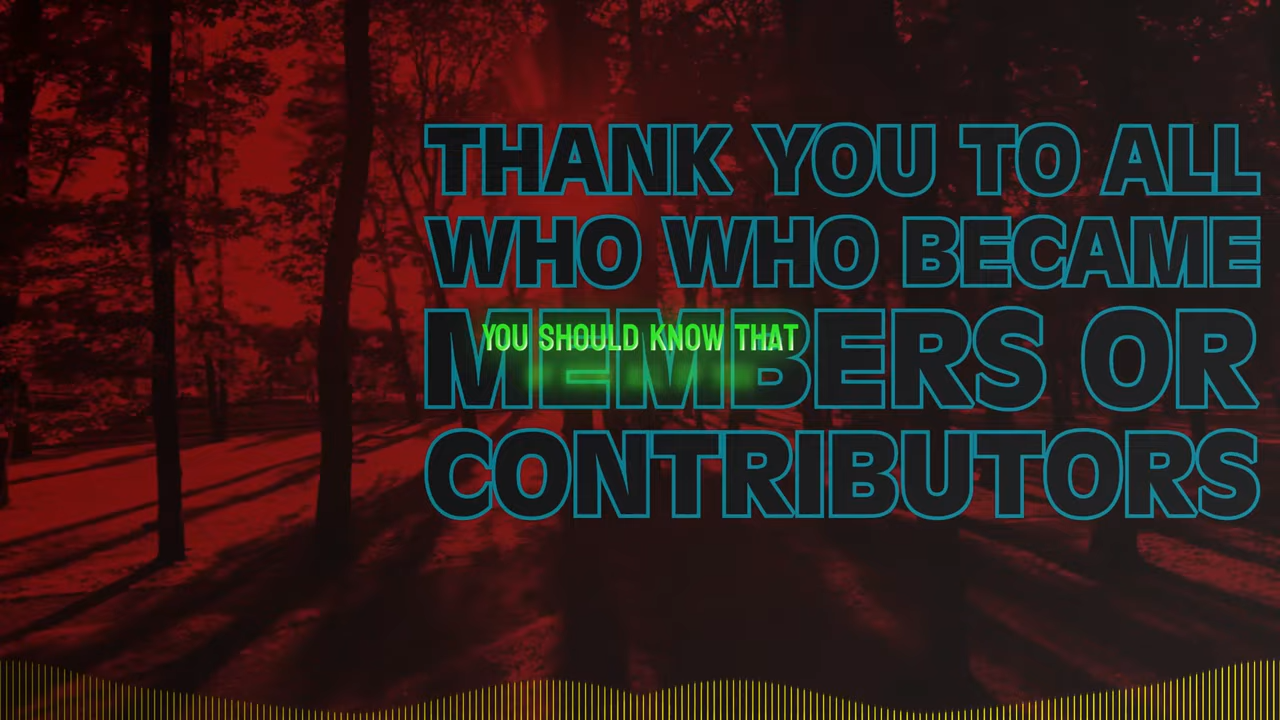 THANK YOU TO ALL
WHO WHO BECAME
YOU SHOULD KNOW THAT
MEMBERS OR
CONTRIBUTORS